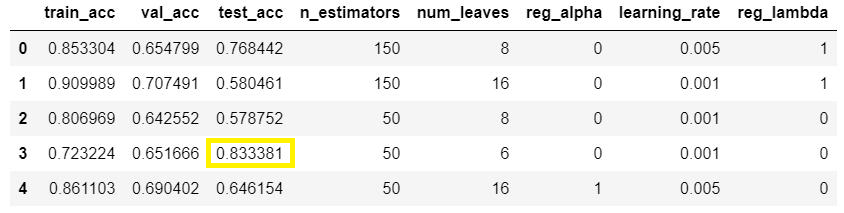 train_acc val_acc test_acc n_estimators num_leaves reg_alpha learning_rate reg_lambda
0 0.853304 0.654799 0.768442 150 8 0 0.005 1
1 0.909989 0.707491 0.580461 150 16 0 0.001 1
2 0.806969 0.642552 0.578752 50 8 0 0.001 0
3 0.723224 0.651666 0.833381 50 6 0 0.001 0
4 0.861103 0.690402 0.646154 50 16 1 0.005 0